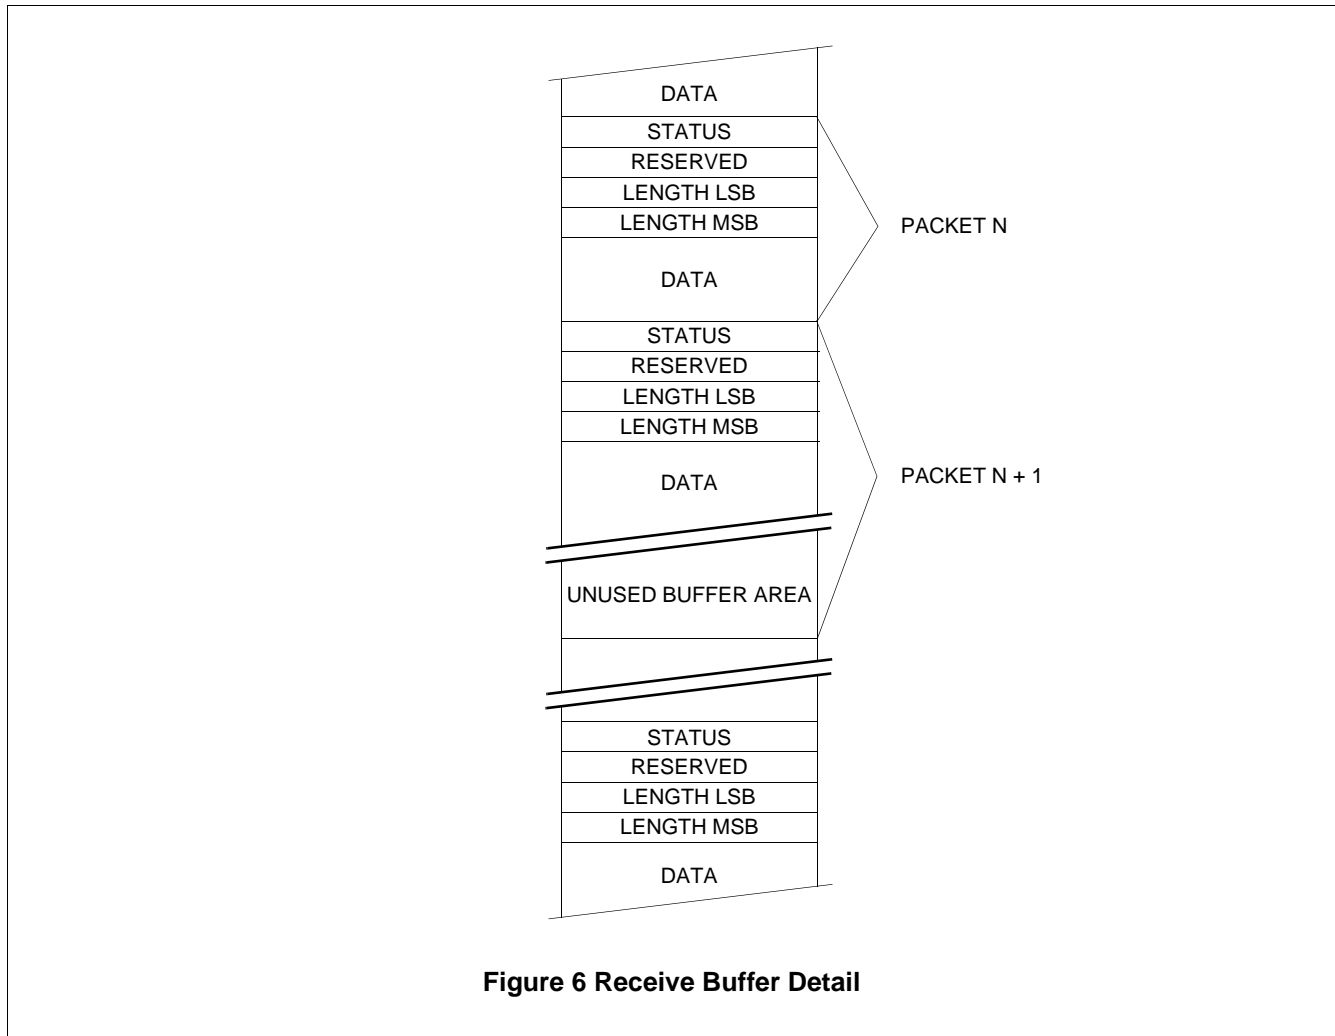 DATA
STATUS
RESERVED
LENGTH LSB
LENGTH MSB
PACKET N
DATA
STATUS
RESERVED
LENGTH LSB
LENGTH MSB
DATA
PACKET N + 1
UNUSED BUFFER AREA
STATUS
RESERVED
LENGTH LSB
LENGTH MSB
DATA
Figure 6 Receive Buffer Detail